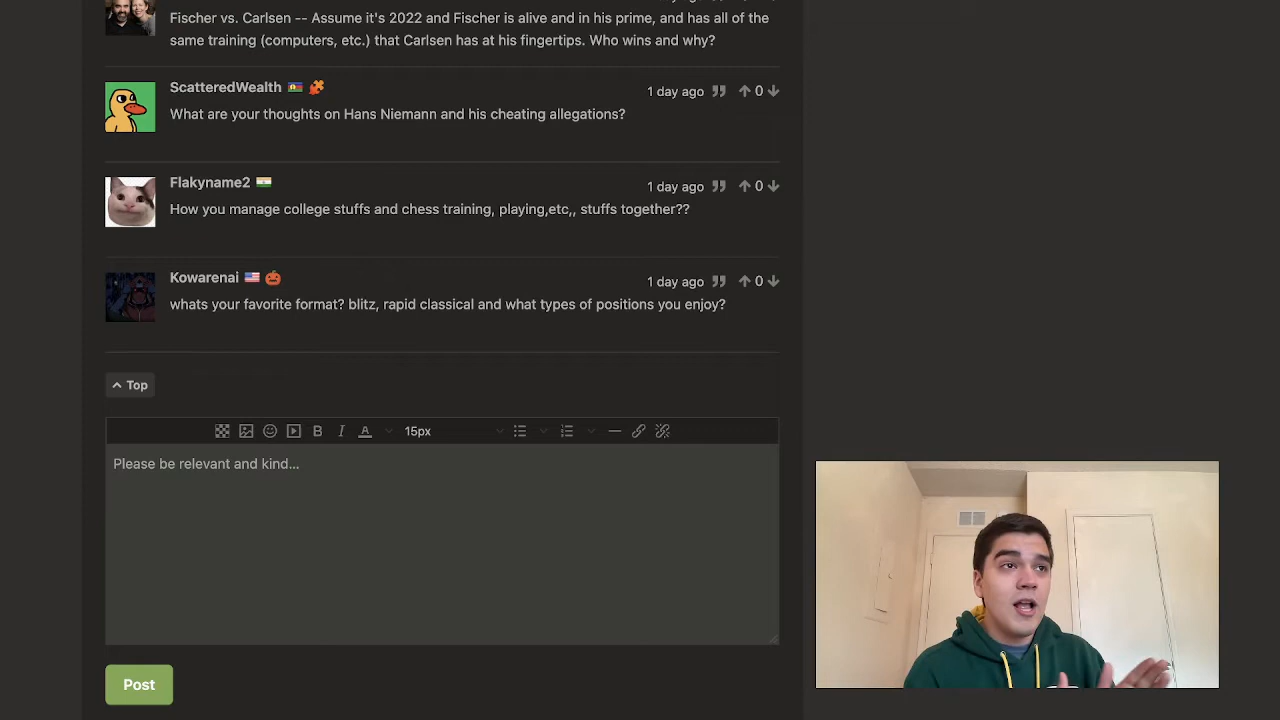 Fischer vs. Carlsen -- Assume it's 2022 and Fischer is alive and in his prime, and has all of the
same training (computers, etc.) that Carlsen has at his fingertips. Who wins and why?
ScatteredWealth
1 day ago 0
What are your thoughts on Hans Niemann and his cheating allegations?
Flakyname2
1 day ago 0
How you manage college stuffs and chess training, playing,etc,, stuffs together??
Kowarenai
1 day ago 0
whats your favorite format? blitz, rapid classical and what types of positions you enjoy?
Top
B I A 15px
Please be relevant and kind...
Post